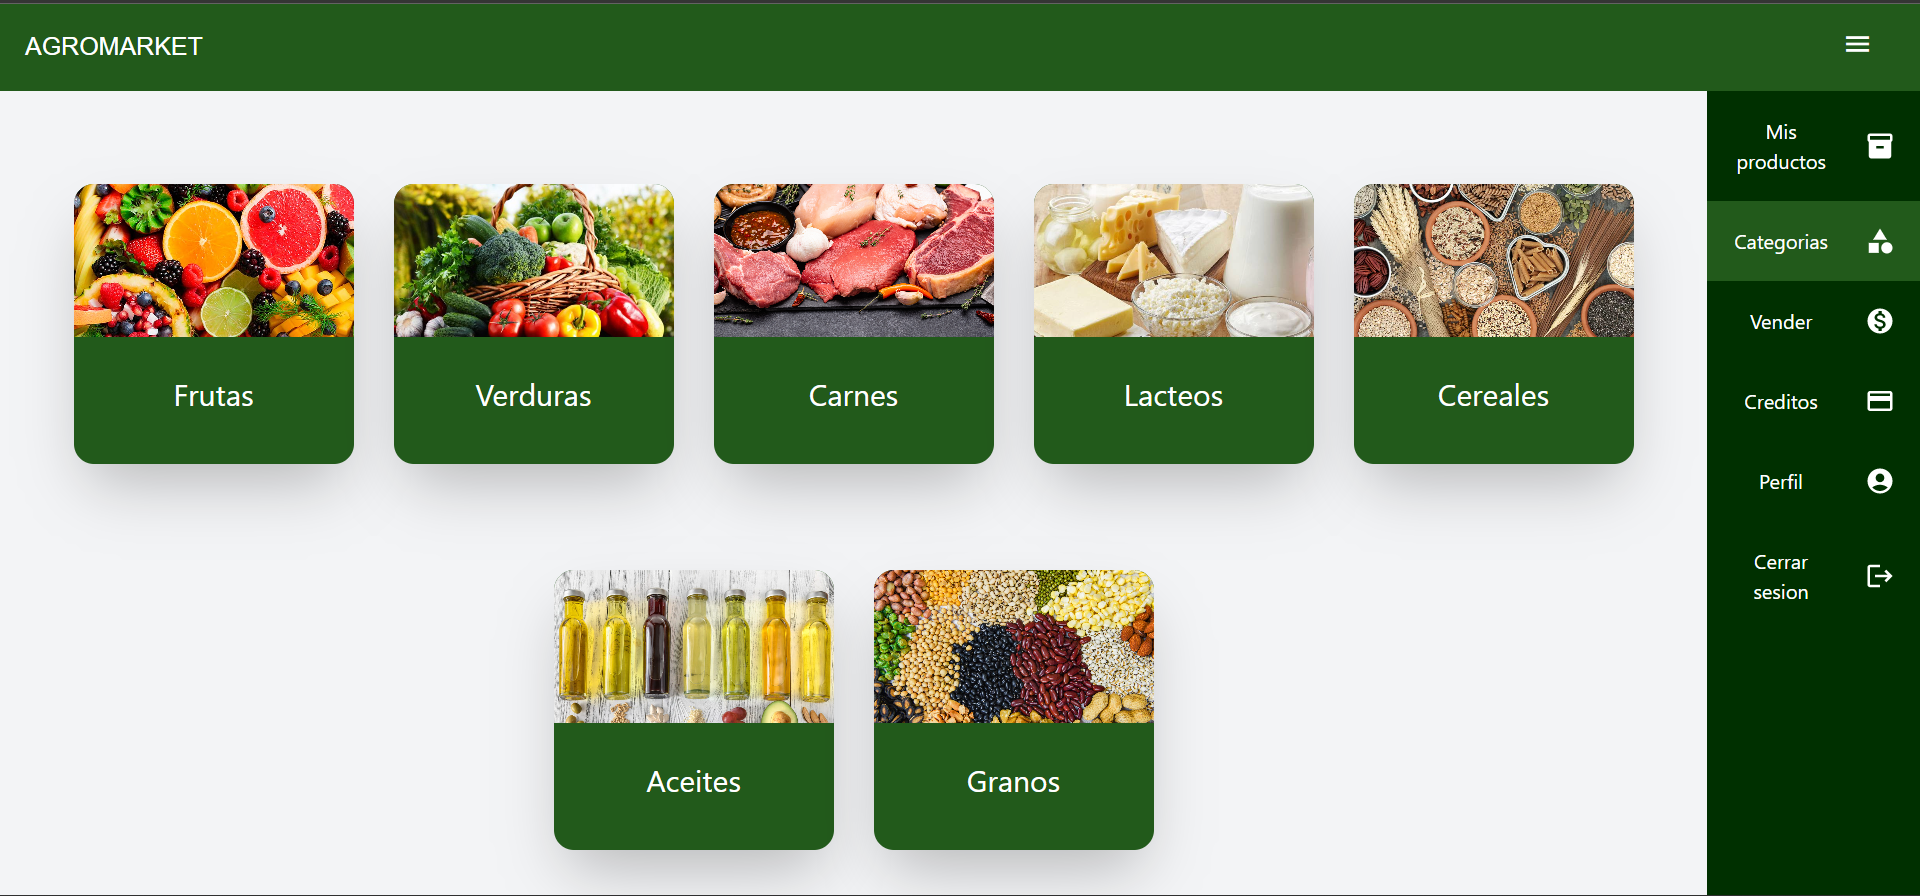 AGROMARKET
Mis
productos
Categorias
Vender
Creditos
Perfil
Cerrar
sesion
Frutas
Verduras
Carnes
Lacteos
Cereales
Aceites
Granos